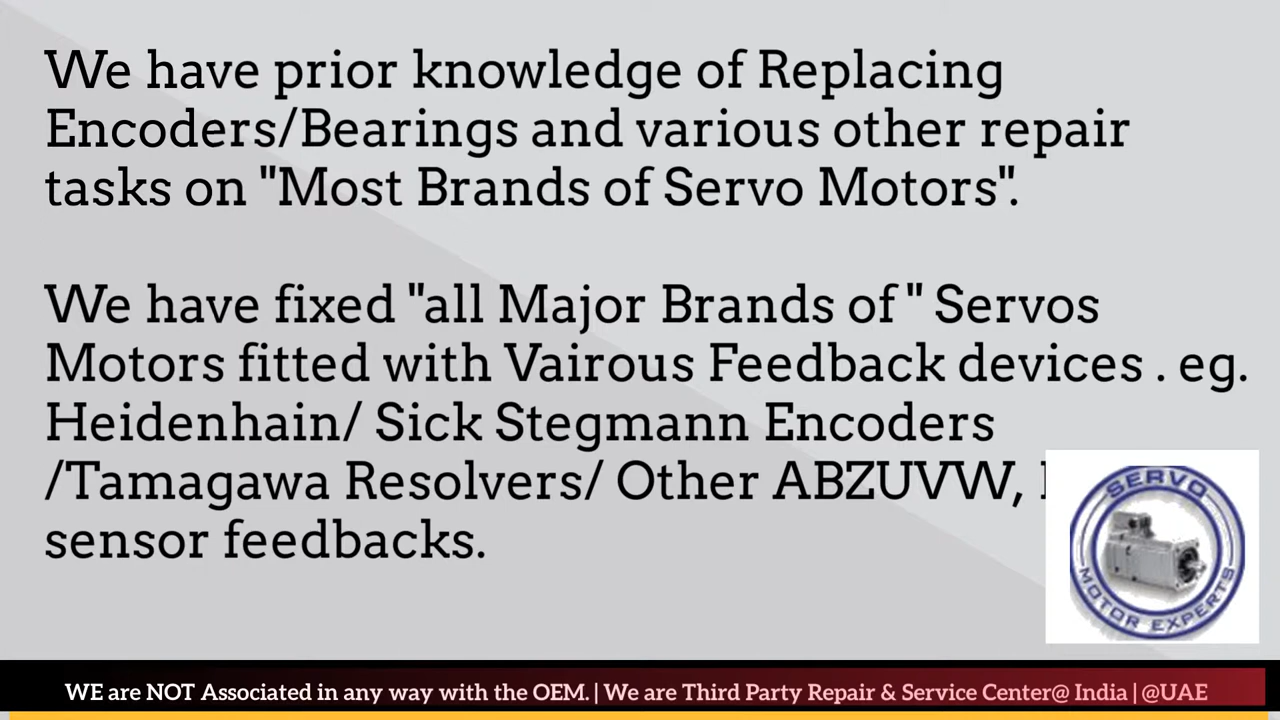 We have prior knowledge of Replacing
Encoders/Bearings and various other repair
tasks on "Most Brands of Servo Motors".
We have fixed "all Major Brands of " Servos
Motors fitted with Vairous Feedback devices . eg.
Heidenhain/ Sick Stegmann Encoders
/Tamagawa Resolvers/ Other ABZUVW,
sensor feedbacks.
SERVO
MOTOR EXPERTS
WE are NOT Associated in any way with the OEM. | We are Third Party Repair & Service Center@ India | @UAE